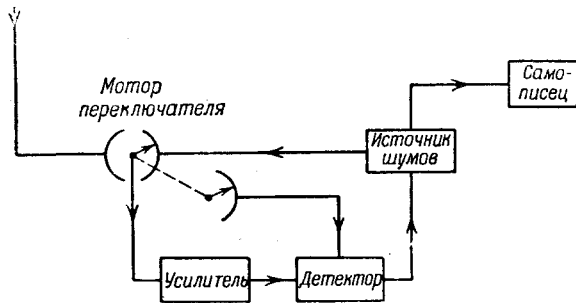 Мотор
переключателя
Само-
писец
Источник
шумов
Усилитель
Детектор